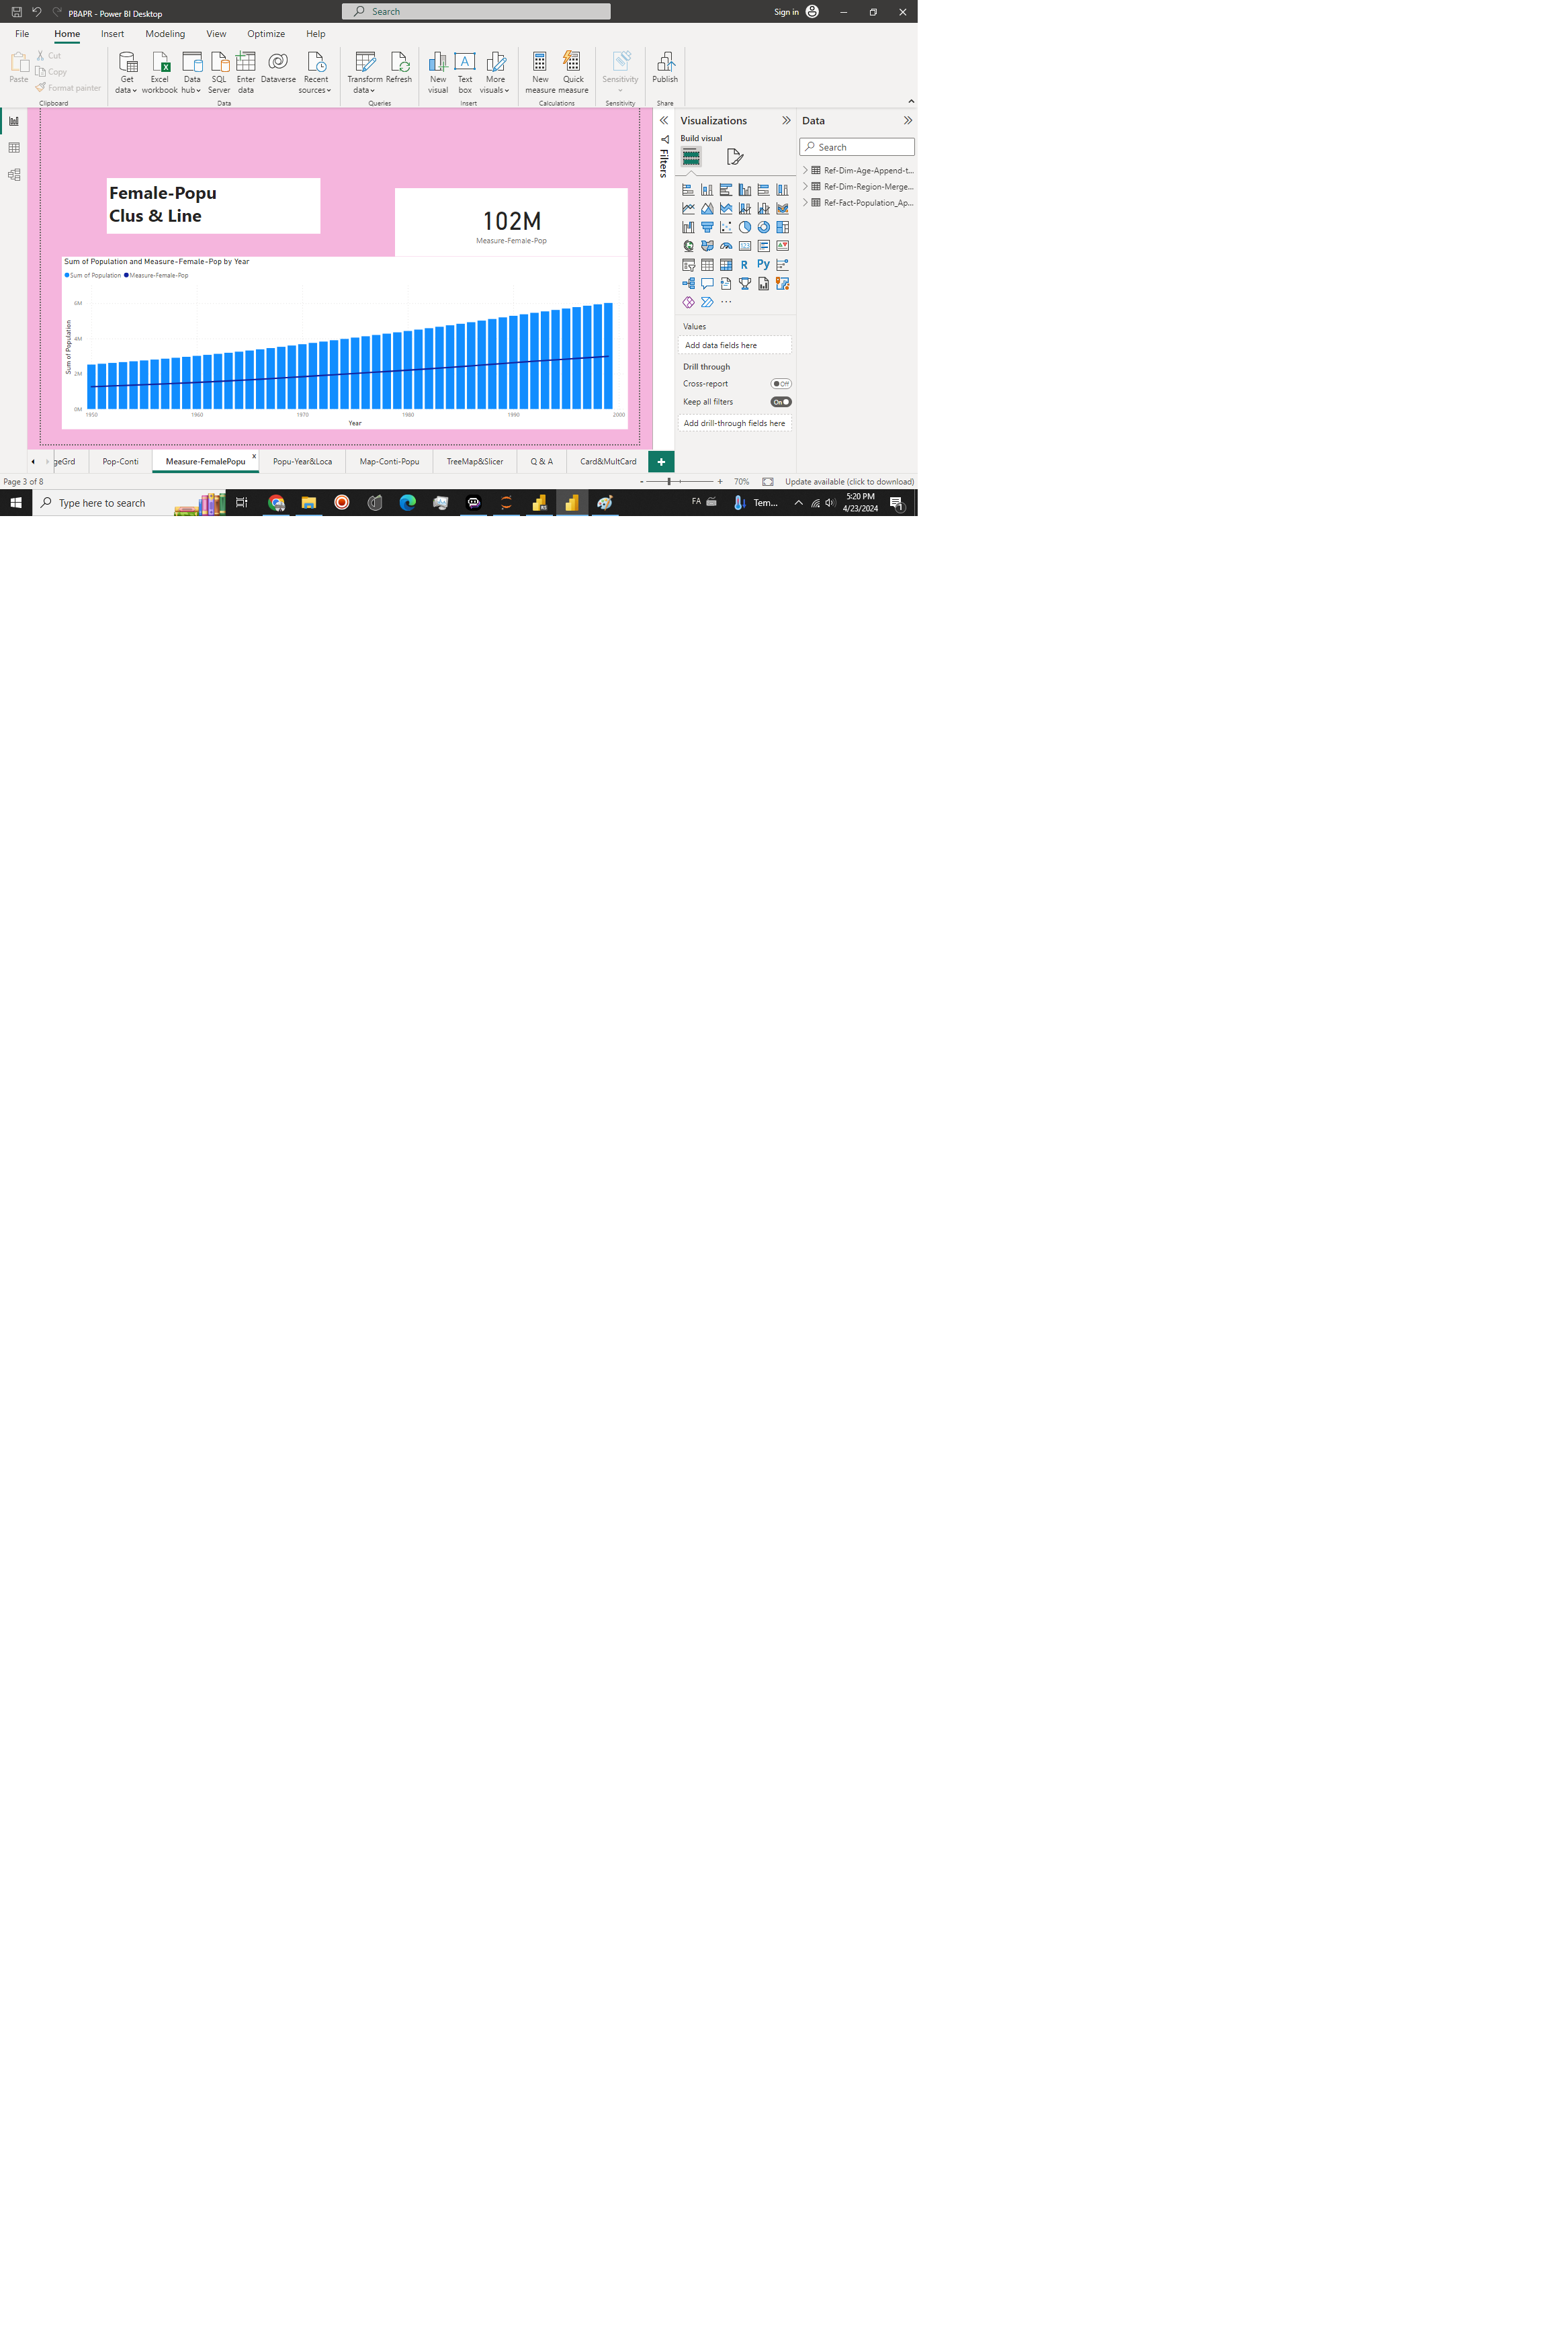 PBAPR - Power BI Desktop
Search
Sign in
File Home Insert Modeling View Optimize Help
Paste
Cut
Copy
Format painter
Clipboard
Get data
Excel workbook
Data hub
SQL Server
Enter data
Dataverse
Recent sources
Data
Transform data
Refresh
Queries
New visual
Text box
More visuals
Insert
New measure
Quick measure
Calculations
Sensitivity
Sensitivity
Publish
Share
Female-Popu
Clus & Line
102M
Measure-Female-Pop
Sum of Population and Measure-Female-Pop by Year
Sum of Population Measure-Female-Pop
Sum of Population
6M
4M
2M
0M
1950 1960 1970 1980 1990 2000
Year
Filters
Visualizations
Build visual
R
Py
Values
Add data fields here
Drill through
Cross-report
Off
Keep all filters
On
Add drill-through fields here
Data
Search
Ref-Dim-Age-Append-t...
Ref-Dim-Region-Merge...
Ref-Fact-Population_Ap...
geGrd Pop-Conti Measure-FemalePopu x Popu-Year&Loca Map-Conti-Popu TreeMap&Slicer Q & A Card&MultCard +
Page 3 of 8
- + 70%
Update available (click to download)
Type here to search
FA
Tem...
5:20 PM
4/23/2024
1